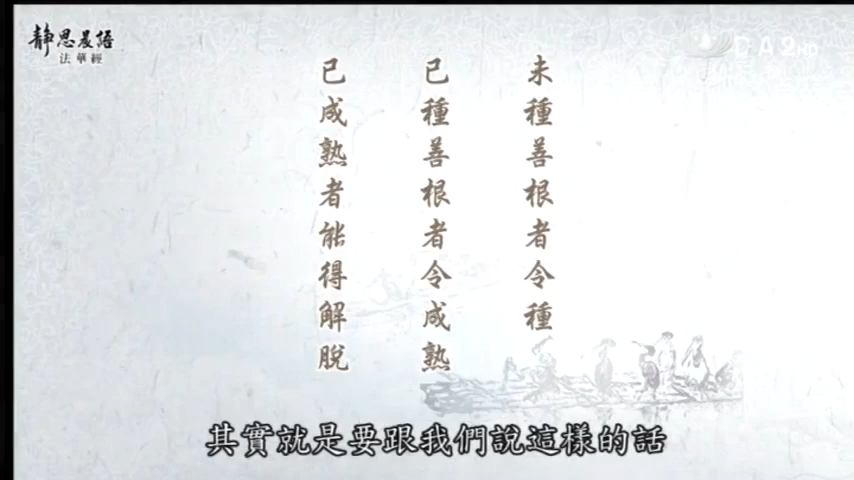 靜思晨語
法華經
DA2HD
未種善根者令種
已種善根者令成熟
已成熟者能得解脫
其實就是要跟我們說這樣的話